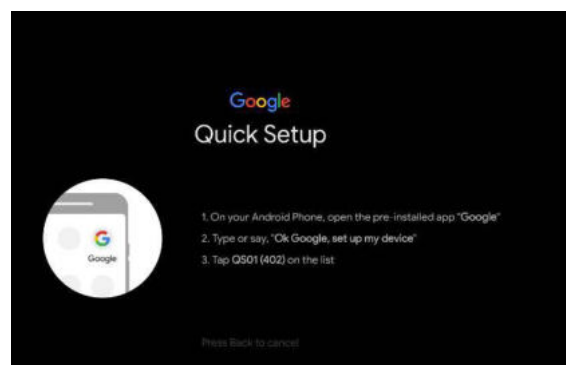 Google
Quick Setup
1. On your Android Phone, open the pre-installed app "Google"
2. Type or say, "Ok Google, set up my device"
3. Tap QS01 (402) on the list
G
Google
Press Back to cancel